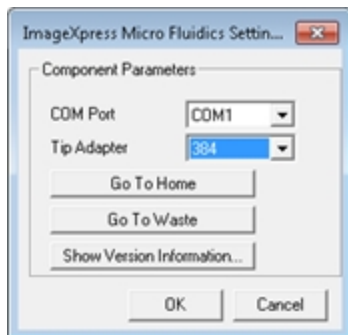 ImageXpress Micro Fluidics Settin...
Component Parameters
COM Port COM1
Tip Adapter 384
Go To Home
Go To Waste
Show Version Information...
OK Cancel